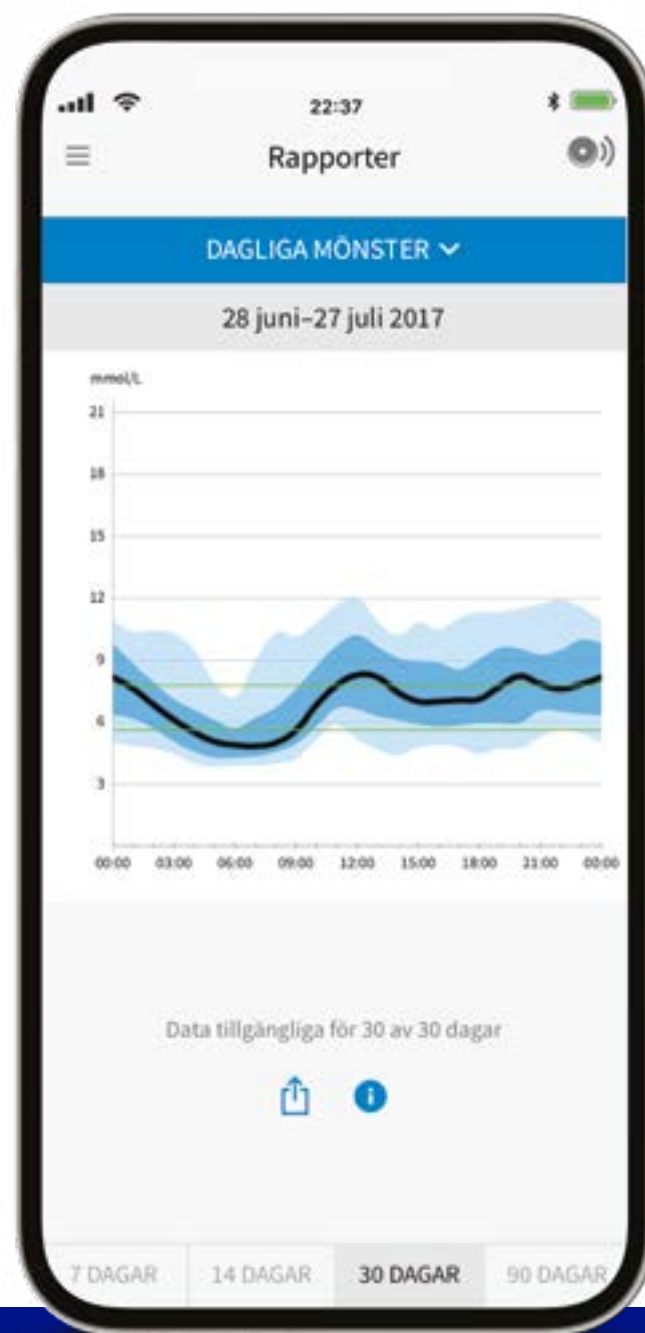 22:37
Rapporter
DAGLIGA MÖNSTER
28 juni–27 juli 2017
mmol/L
21
18
15
12
9
6
3
00:00 03:00 06:00 09:00 12:00 15:00 18:00 21:00 00:00
Data tillgängliga för 30 av 30 dagar
7 DAGAR 14 DAGAR 30 DAGAR 90 DAGAR